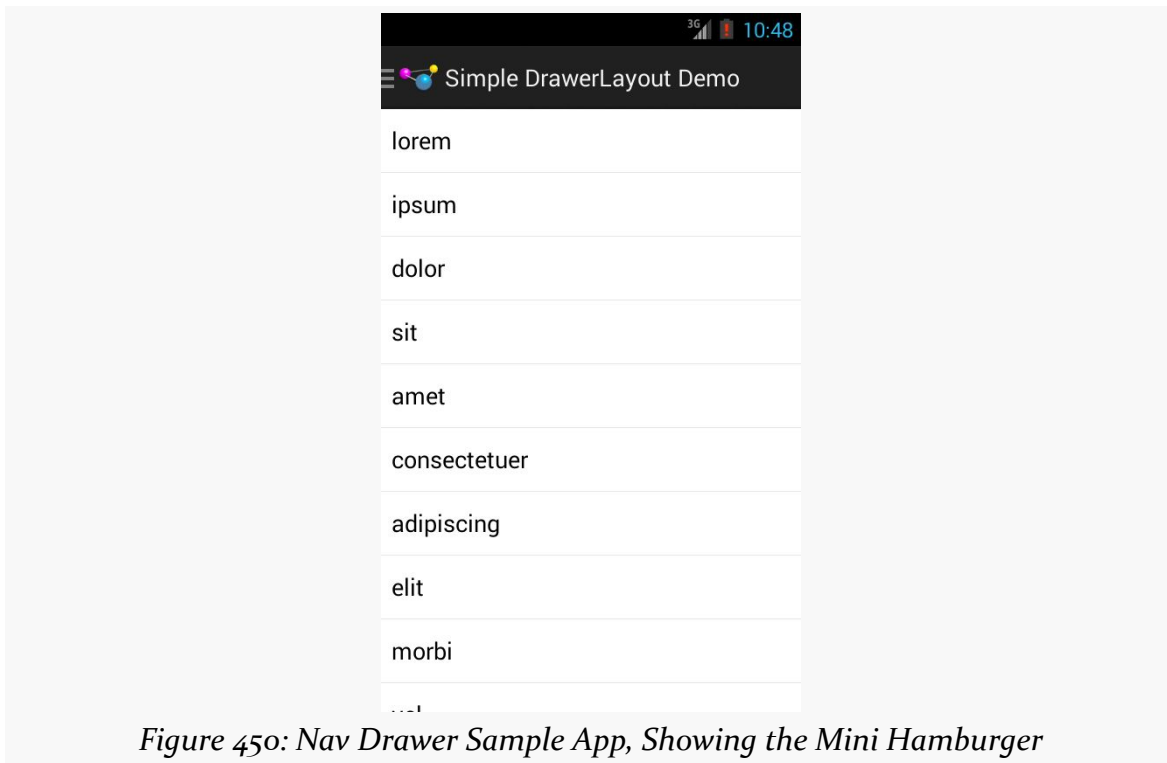 3G 10:48
Simple DrawerLayout Demo
lorem
ipsum
dolor
sit
amet
consectetuer
adipiscing
elit
morbi
Figure 450: Nav Drawer Sample App, Showing the Mini Hamburger